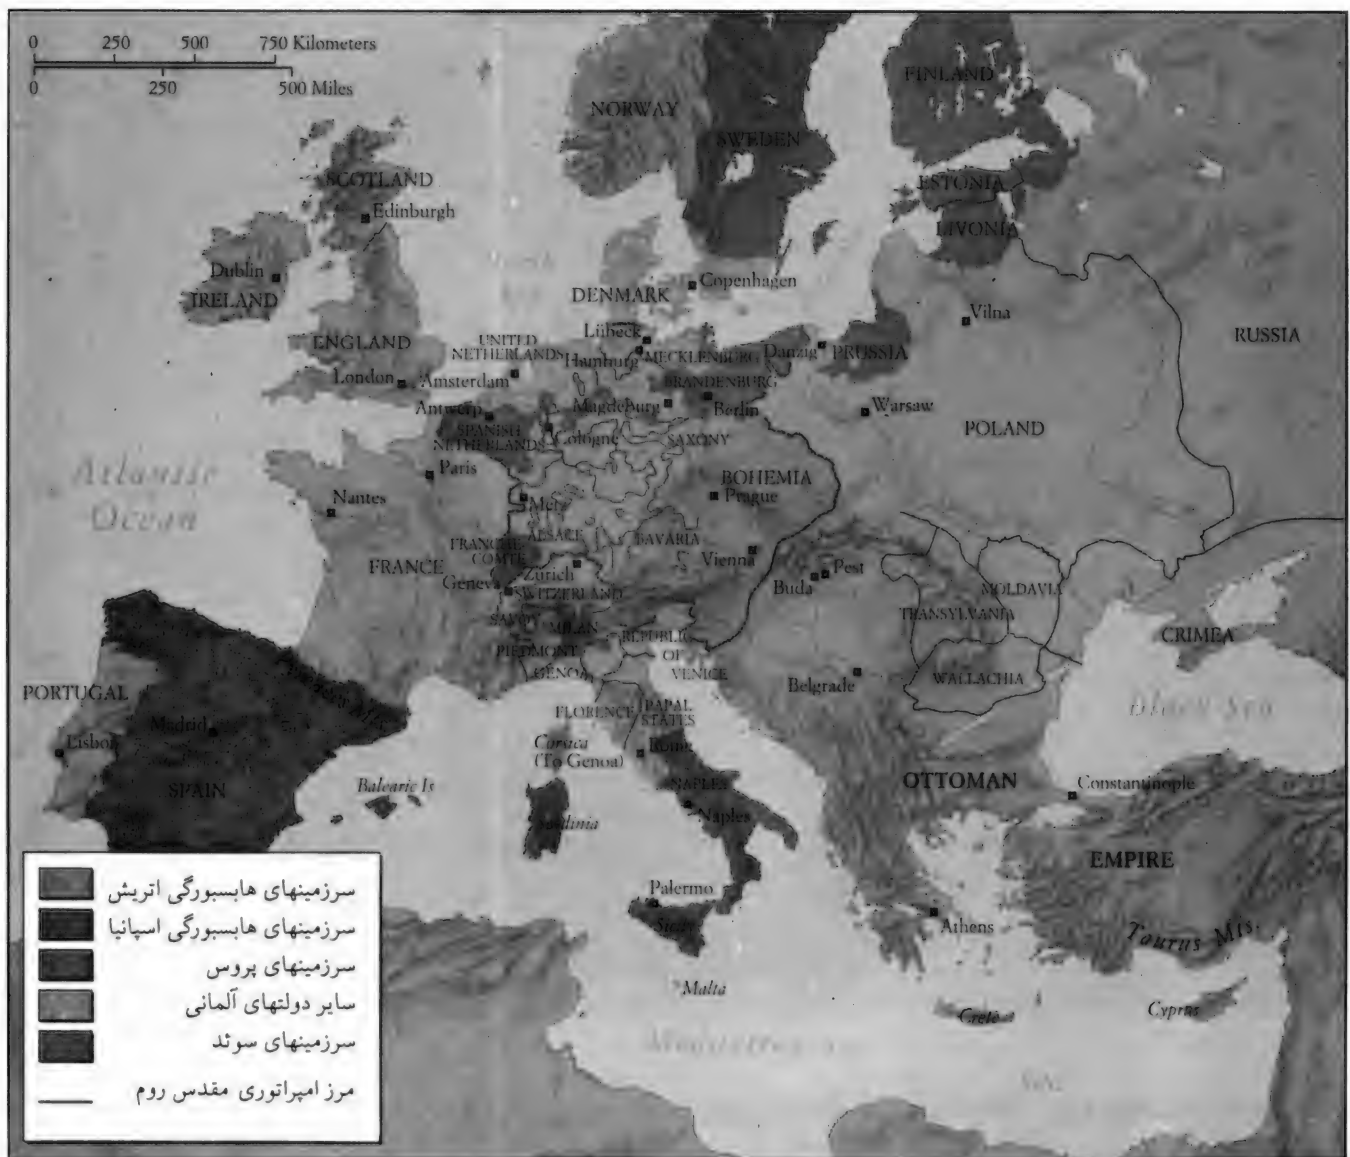 0 250 500 750 Kilometers
0 250 500 Miles
FINLAND
NORWAY
SWEDEN
SCOTLAND
ESTONIA
Edinburgh
LIVONIA
Dublin
IRELAND
Copenhagen
DENMARK
Vilna
RUSSIA
ENGLAND
UNITED
NETHERLANDS
Lübeck
Hamburg
MECKLENBURG
Danzig
PRUSSIA
London
Amsterdam
BRANDENBURG
Antwerp
Magdeburg
Berlin
Warsaw
SPANISH
NETHERLANDS
Cologne
SAXONY
POLAND
Atlantic
Ocean
Paris
BOHEMIA
Prague
Nantes
Metz
ALSACE
BAVARIA
FRANCHE
COMTE
Vienna
FRANCE
Zürich
Geneva
SWITZERLAND
Buda
Pest
MOLDAVIA
TRANSYLVANIA
SAVOY
MILAN
REPUBLIC
OF
VENICE
CRIMEA
PIEDMONT
GENOA
Belgrade
WALLACHIA
PORTUGAL
Pyrenees Mts.
FLORENCE
PAPAL
STATES
Black Sea
Madrid
Lisbon
Corsica
(To Genoa)
Rome
OTTOMAN
Constantinople
SPAIN
Balearic Is
NAPLES
Naples
Sardinia
EMPIRE
Palermo
Sicily
Athens
Taurus Mts.
Malta
Crete
Cyprus
سرزمینهای هابسبورگی اتریش
سرزمینهای هابسبورگی اسپانیا
سرزمینهای پروس
سایر دولتهای آلمانی
سرزمینهای سوئد
مرز امپراتوری مقدس روم